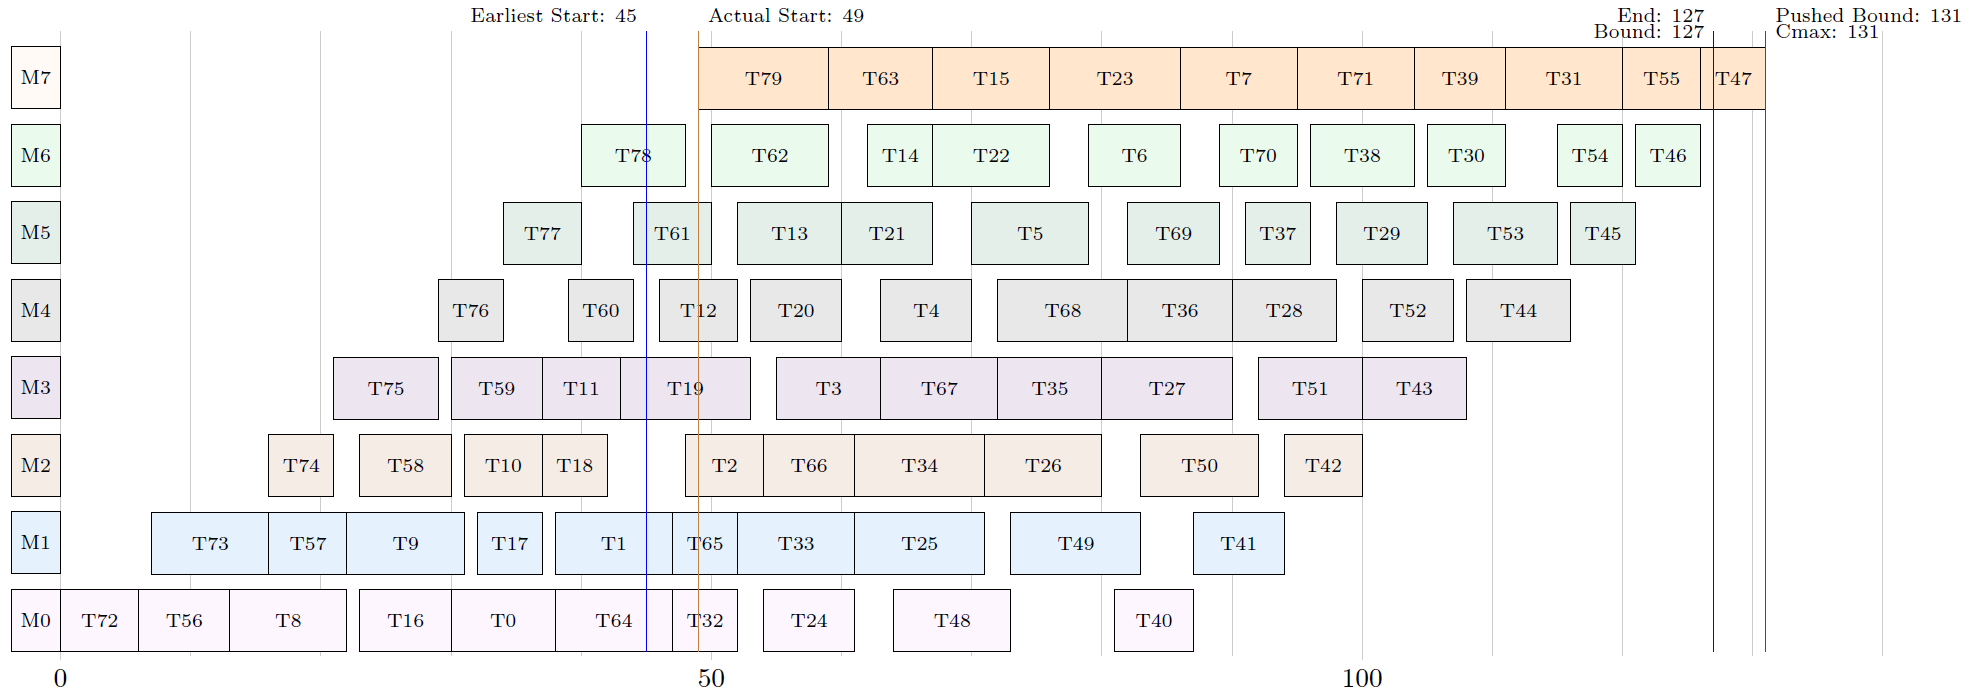 Earliest Start: 45 Actual Start: 49 End: 127 Pushed Bound: 131
Bound: 127 Cmax: 131
M7 T79 T63 T15 T23 T7 T71 T39 T31 T55 T47
M6 T78 T62 T14 T22 T6 T70 T38 T30 T54 T46
M5 T77 T61 T13 T21 T5 T69 T37 T29 T53 T45
M4 T76 T60 T12 T20 T4 T68 T36 T28 T52 T44
M3 T75 T59 T11 T19 T3 T67 T35 T27 T51 T43
M2 T74 T58 T10 T18 T2 T66 T34 T26 T50 T42
M1 T73 T57 T9 T17 T1 T65 T33 T25 T49 T41
M0 T72 T56 T8 T16 T0 T64 T32 T24 T48 T40
0 50 100